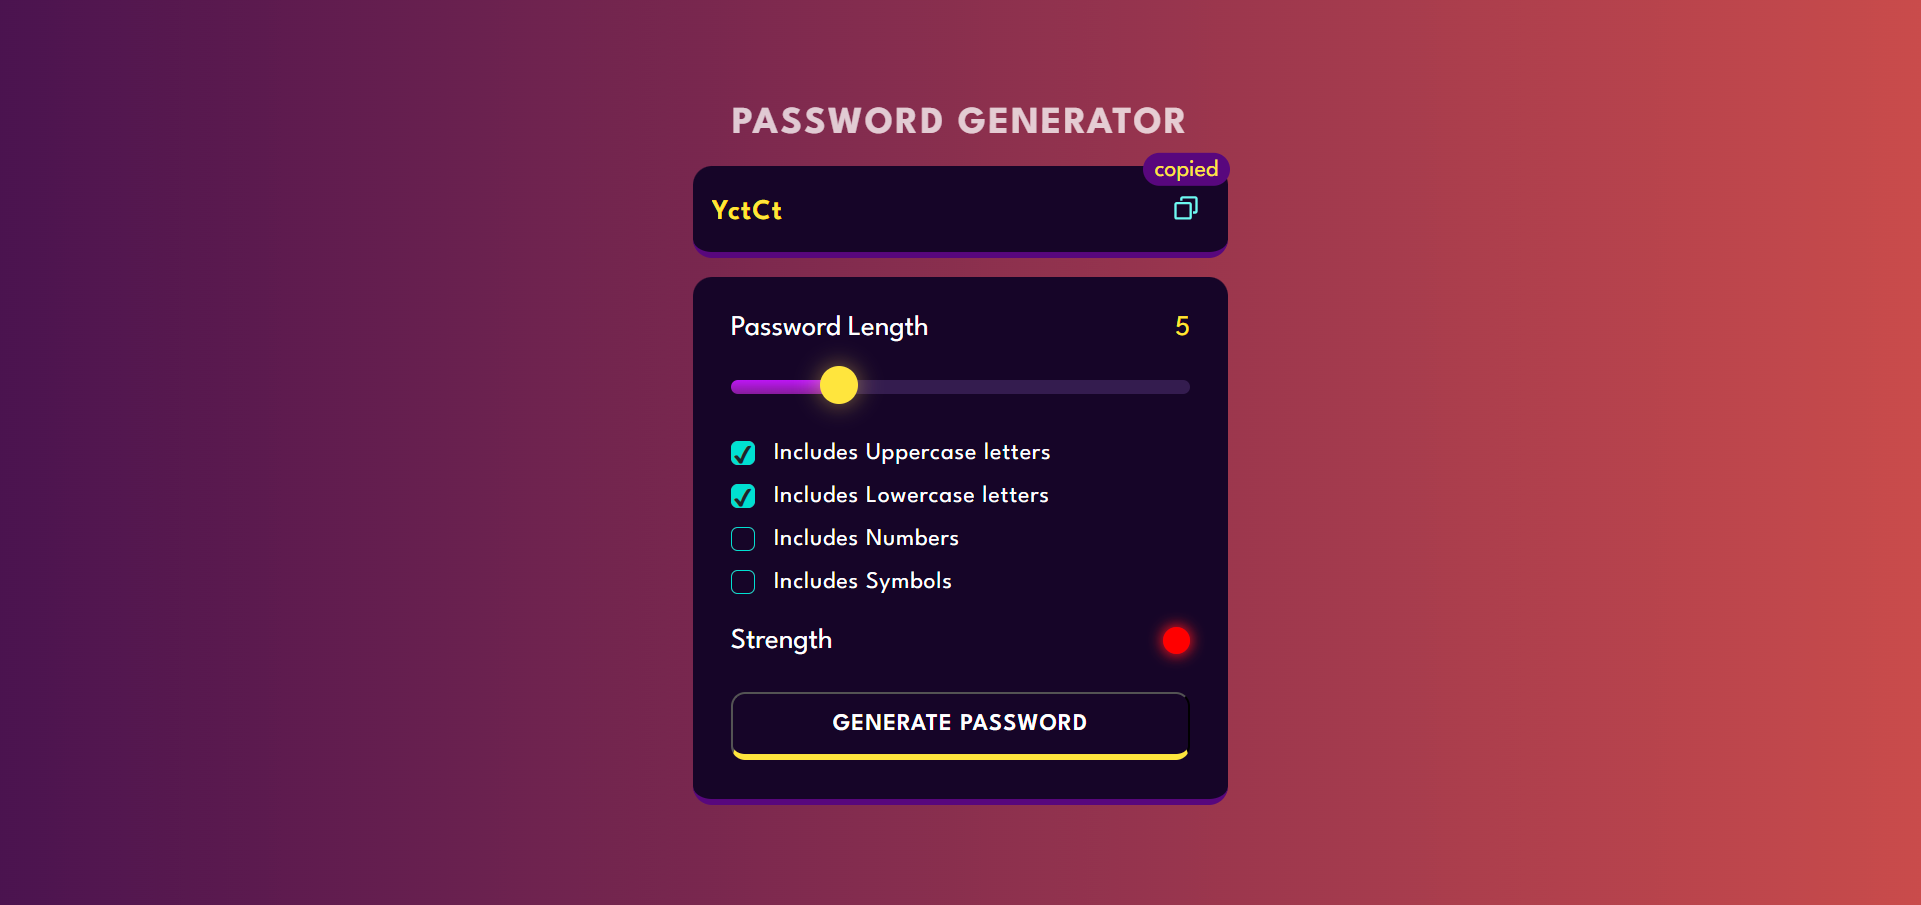 PASSWORD GENERATOR
copied
YctCt
Password Length 5
Includes Uppercase letters
Includes Lowercase letters
Includes Numbers
Includes Symbols
Strength
GENERATE PASSWORD